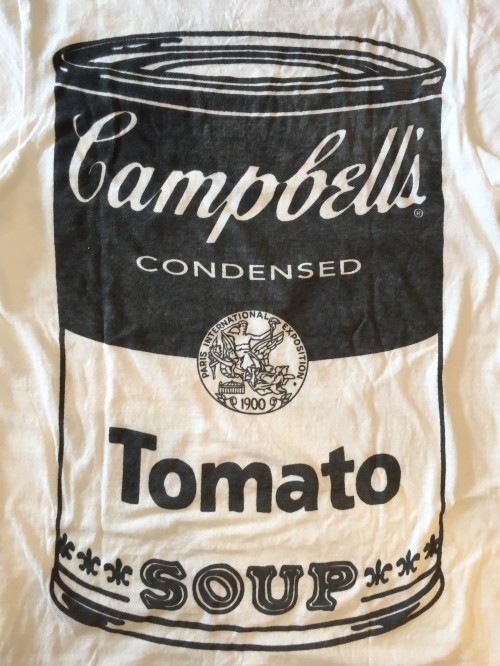 Campbell's®
CONDENSED
PARIS INTERNATIONAL EXPOSITION
1900
Tomato
SOUP